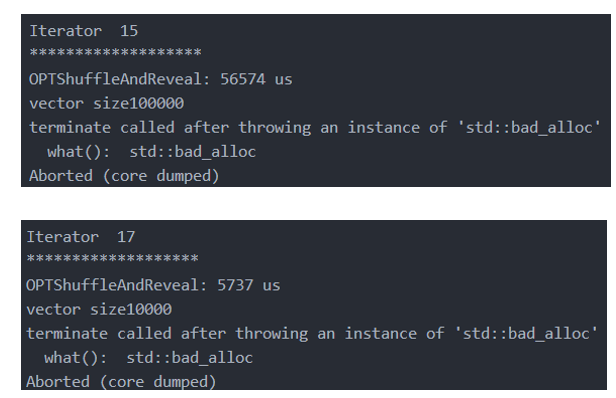 Iterator  15
*******************
OPTShuffleAndReveal: 56574 us
vector size100000
terminate called after throwing an instance of 'std::bad_alloc'
  what():  std::bad_alloc
Aborted (core dumped)
Iterator  17
*******************
OPTShuffleAndReveal: 5737 us
vector size10000
terminate called after throwing an instance of 'std::bad_alloc'
  what():  std::bad_alloc
Aborted (core dumped)